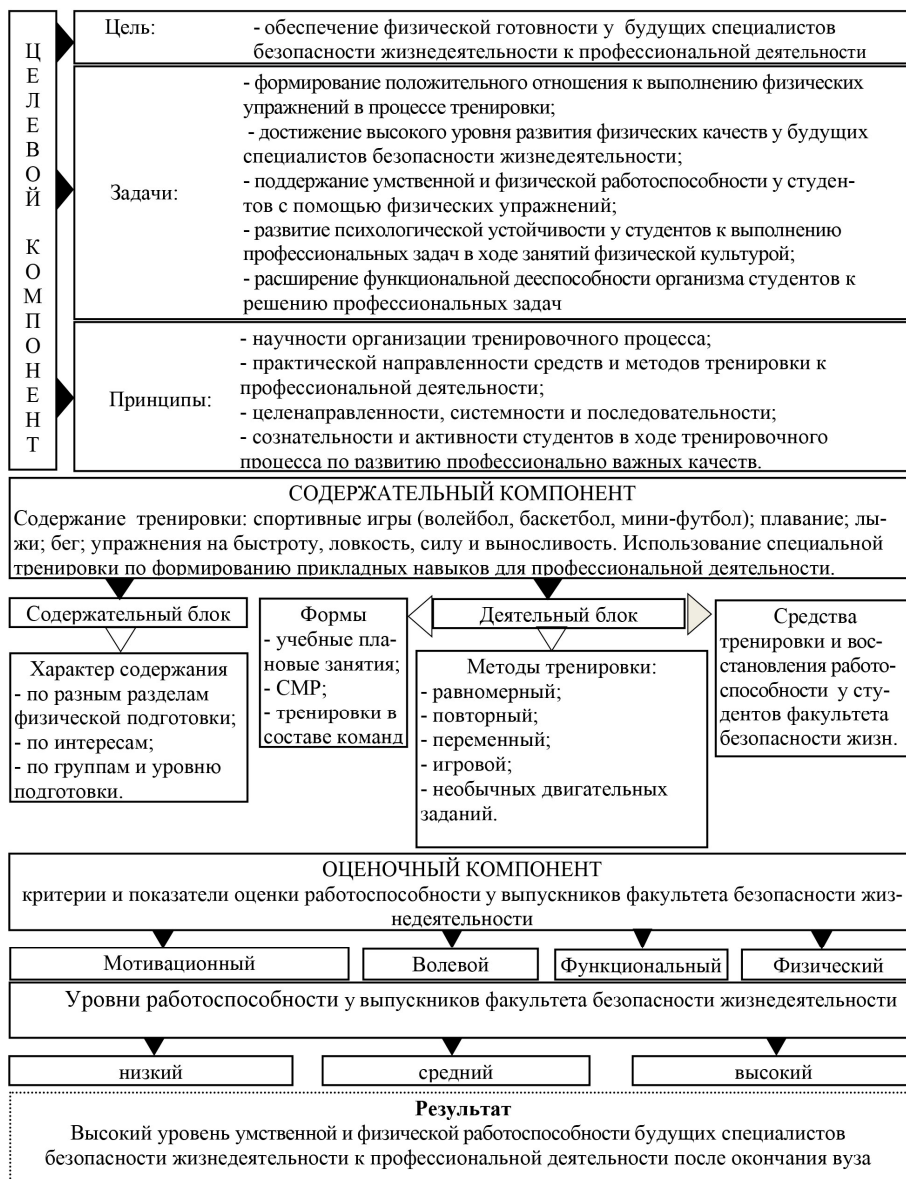 ЦЕЛЕВОЙ КОМПОНЕНТ
Цель:
- обеспечение физической готовности у будущих специалистов
безопасности жизнедеятельности к профессиональной деятельности
Задачи:
- формирование положительного отношения к выполнению физических
упражнений в процессе тренировки;
- достижение высокого уровня развития физических качеств у будущих
специалистов безопасности жизнедеятельности;
- поддержание умственной и физической работоспособности у студен-
тов с помощью физических упражнений;
- развитие психологической устойчивости у студентов к выполнению
профессиональных задач в ходе занятий физической культурой;
- расширение функциональной дееспособности организма студентов к
решению профессиональных задач
Принципы:
- научности организации тренировочного процесса;
- практической направленности средств и методов тренировки к
профессиональной деятельности;
- целенаправленности, системности и последовательности;
- сознательности и активности студентов в ходе тренировочного
процесса по развитию профессионально важных качеств.
СОДЕРЖАТЕЛЬНЫЙ КОМПОНЕНТ
Содержание тренировки: спортивные игры (волейбол, баскетбол, мини-футбол); плавание; лы-
жи; бег; упражнения на быстроту, ловкость, силу и выносливость. Использование специальной
тренировки по формированию прикладных навыков для профессиональной деятельности.
Содержательный блок
Характер содержания
- по разным разделам
физической подготовки;
- по интересам;
- по группам и уровню
подготовки.
Формы
- учебные пла-
новые занятия;
- СМР;
- тренировки в
составе команд
Деятельный блок
Методы тренировки:
- равномерный;
- повторный;
- переменный;
- игровой;
- необычных двигательных
заданий.
Средства
тренировки и вос-
становления работо-
способности у сту-
дентов факультета
безопасности жизн.
ОЦЕНОЧНЫЙ КОМПОНЕНТ
критерии и показатели оценки работоспособности у выпускников факультета безопасности жиз-
недеятельности
Мотивационный
Волевой
Функциональный
Физический
Уровни работоспособности у выпускников факультета безопасности жизнедеятельности
низкий
средний
высокий
Результат
Высокий уровень умственной и физической работоспособности будущих специалистов
безопасности жизнедеятельности к профессиональной деятельности после окончания вуза